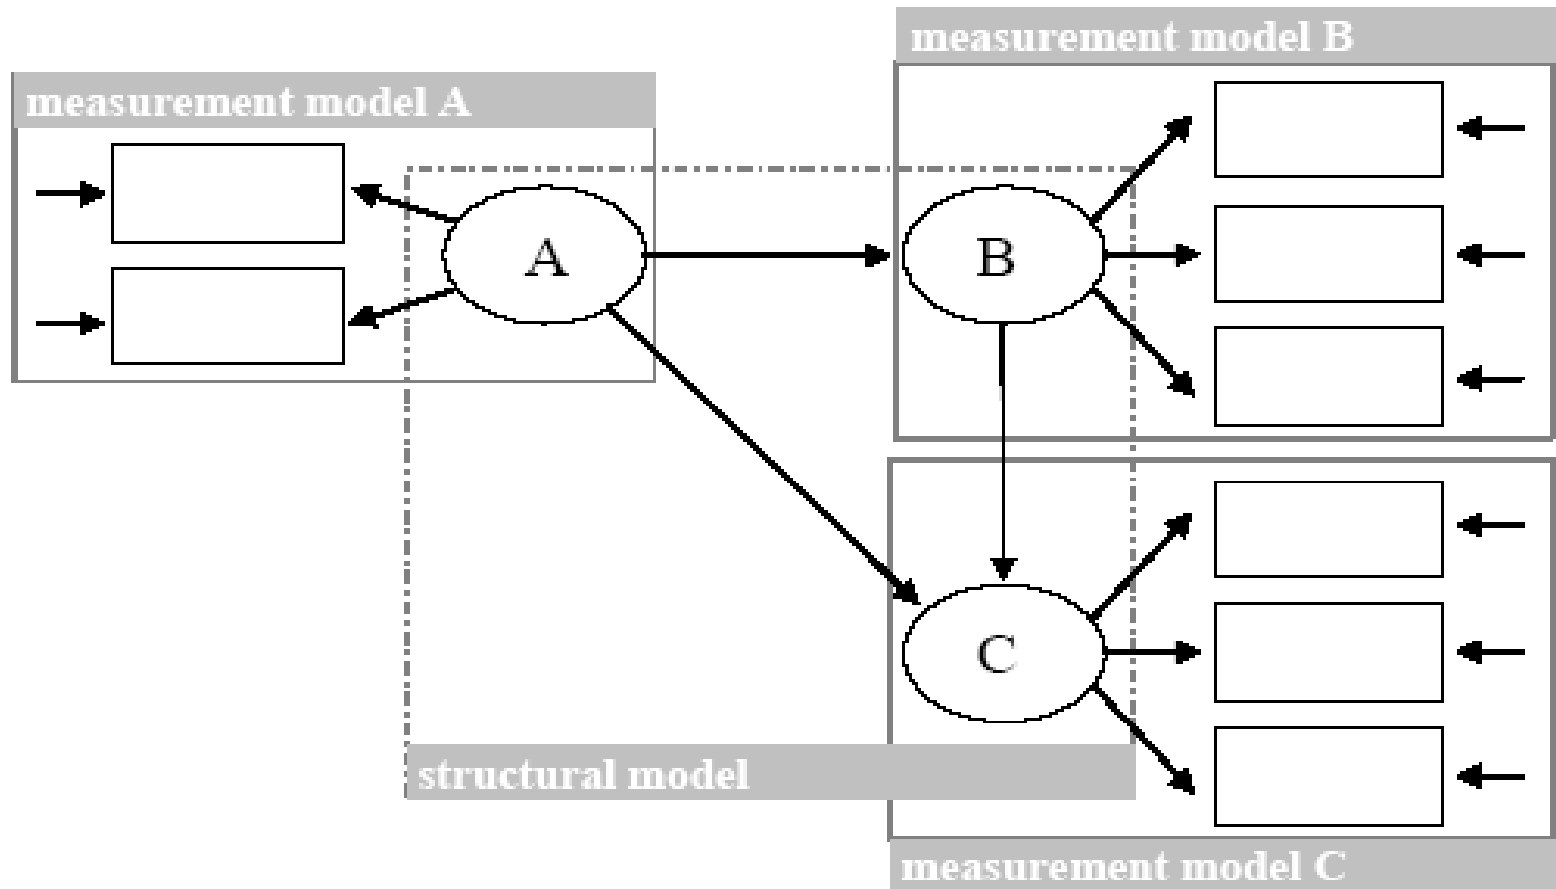 measurement model B
measurement model A
A
B
C
structural model
measurement model C